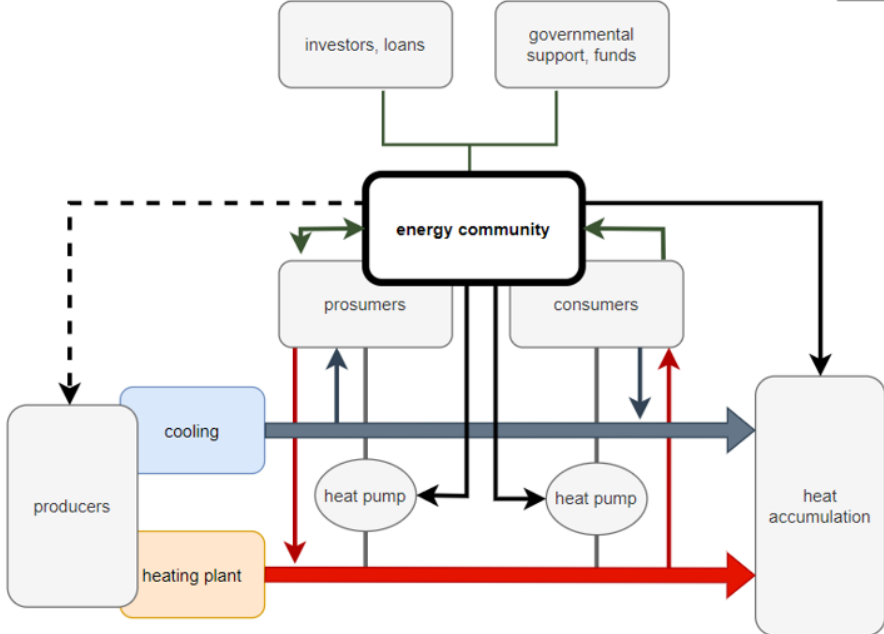 investors, loans
governmental
support, funds
energy community
prosumers
consumers
cooling
producers
heat pump
heat pump
heat
accumulation
heating plant